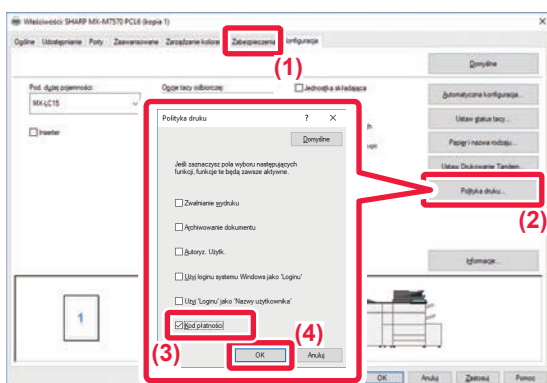 Właściwości: SHARP MX-M7570 PCL6 (kopia 1)
Ogólne Udostępnianie Porty Zaawansowane Zarządzanie kolorami Zabezpieczenia Konfiguracja
(1)
Domyślne
Pod. dużej pojemności:
Opcje tacy odbiorczej:
Jednostka składająca
Automatyczna konfiguracja...
MX-LC15
Ustaw status tacy...
Inserter
Papier i nazwa rodzaju...
Ustaw Drukowanie Tandem...
Polityka druku...
(2)
Informacje...
Polityka druku
? ×
Domyślne
Jeśli zaznaczysz pola wyboru następujących
funkcji, funkcje te będą zawsze aktywne.
Zwalnianie wydruku
Archiwowanie dokumentu
Autoryz. Użytk.
Użyj loginu systemu Windows jako 'Loginu'
Użyj 'Loginu' jako 'Nazwy użytkownika'
Kod płatności
(3)
(4)
OK Anuluj
1
OK Anuluj Zastosuj Pomoc